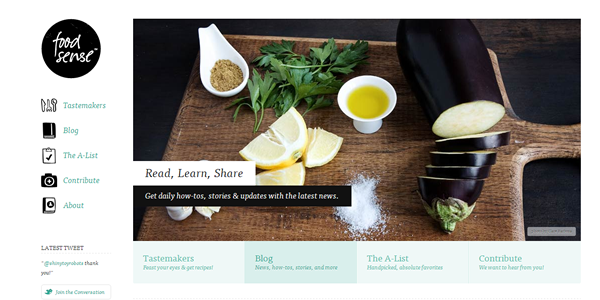 food
sense™
Tastemakers
Blog
The A-List
Contribute
About
LATEST TWEET
"@shinytoyrobots thank
you!"
Join the Conversation
Read, Learn, Share
Get daily how-tos, stories & updates with the latest news.
Tastemakers
Feast your eyes & get recipes!
Blog
News, how-tos, stories, and more
The A-List
Handpicked, absolute favorites
Contribute
We want to hear from you!